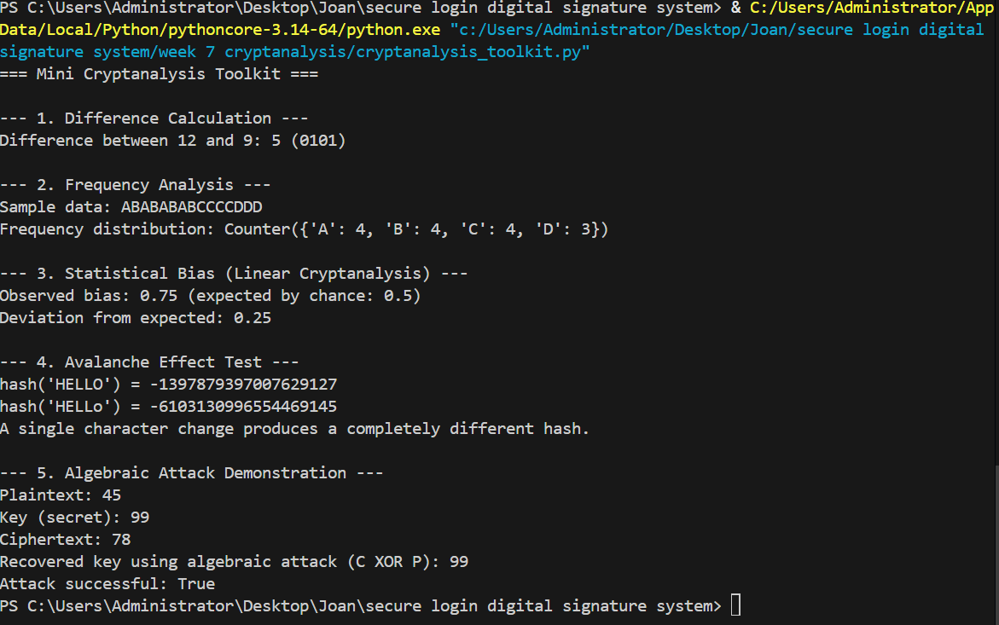 PS C:\Users\Administrator\Desktop\Joan\secure login digital signature system> & C:/Users/Administrator/App
Data/Local/Python/pythoncore-3.14-64/python.exe "c:/Users/Administrator/Desktop/Joan/secure login digital
signature system/week 7 cryptanalysis/cryptanalysis_toolkit.py"
=== Mini Cryptanalysis Toolkit ===
--- 1. Difference Calculation ---
Difference between 12 and 9: 5 (0101)
--- 2. Frequency Analysis ---
Sample data: ABABABABCCCCDDD
Frequency distribution: Counter({'A': 4, 'B': 4, 'C': 4, 'D': 3})
--- 3. Statistical Bias (Linear Cryptanalysis) ---
Observed bias: 0.75 (expected by chance: 0.5)
Deviation from expected: 0.25
--- 4. Avalanche Effect Test ---
hash('HELLO') = -1397879397007629127
hash('HELLo') = -6103130996554469145
A single character change produces a completely different hash.
--- 5. Algebraic Attack Demonstration ---
Plaintext: 45
Key (secret): 99
Ciphertext: 78
Recovered key using algebraic attack (C XOR P): 99
Attack successful: True
PS C:\Users\Administrator\Desktop\Joan\secure login digital signature system>